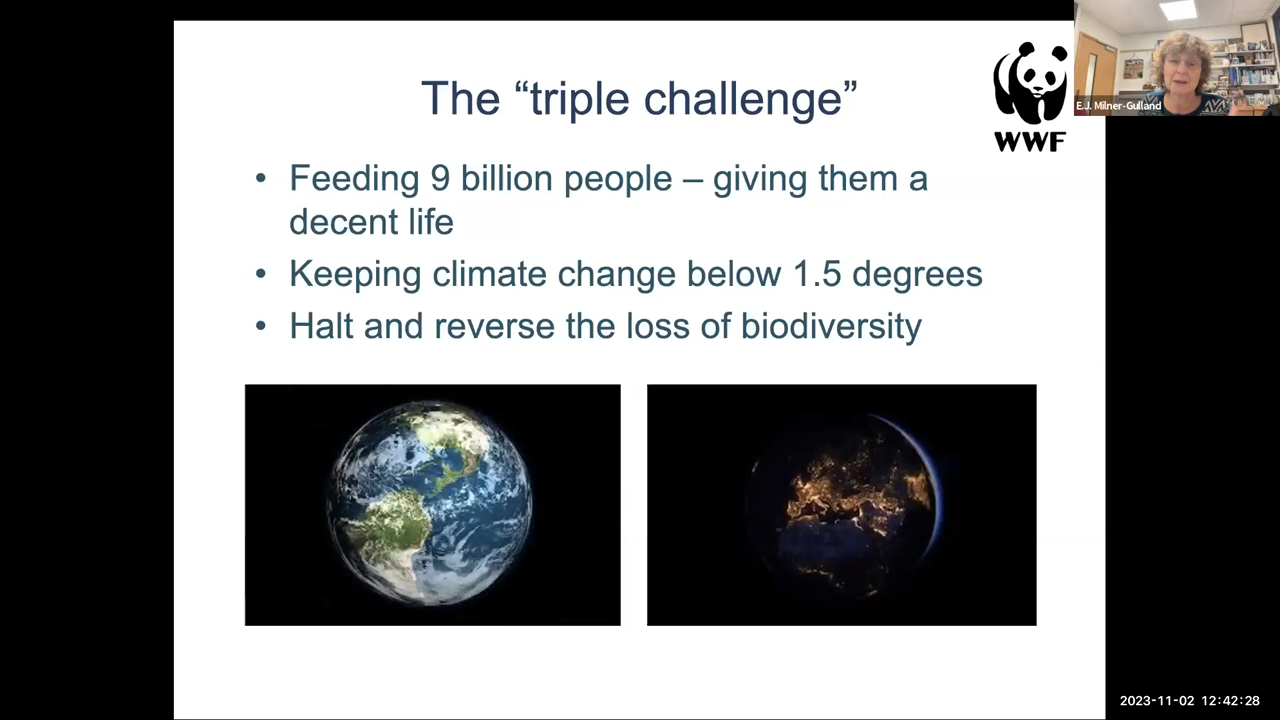 The “triple challenge”
WWF
E.J. Milner-Gulland
• Feeding 9 billion people – giving them a
decent life
• Keeping climate change below 1.5 degrees
• Halt and reverse the loss of biodiversity
2023-11-02 12:42:28